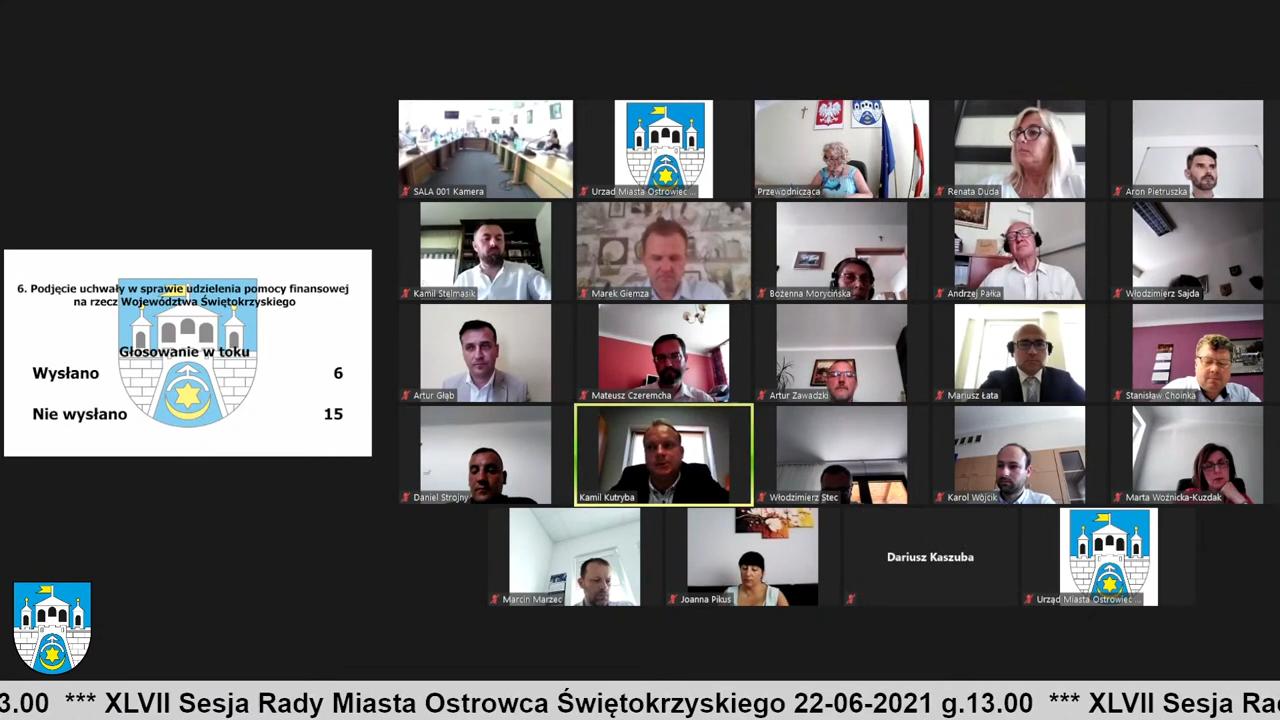 SALA 001 Kamera
Urzad Miasta Ostrowiec ...
Przewodnicząca
Renata Duda
Aron Pietruszka
Kamil Stelmasik
Marek Giemza
Bożenna Morycińska
Andrzej Pałka
Włodzimierz Sajda
6. Podjęcie uchwały w sprawie udzielenia pomocy finansowej
na rzecz Województwa Świętokrzyskiego
Głosowanie w toku
Wysłano 6
Nie wysłano 15
Artur Głąb
Mateusz Czeremcha
Artur Zawadzki
Mariusz Łata
Stanisław Choinka
Daniel Strojny
Kamil Kutryba
Włodzimierz Stec
Karol Wójcik
Marta Woźnicka-Kuzdak
Marcin Marzec
Joanna Pikus
Dariusz Kaszuba
Urząd Miasta Ostrowiec ...
3.00 *** XLVII Sesja Rady Miasta Ostrowca Świętokrzyskiego 22-06-2021 g.13.00 *** XLVII Sesja Rad